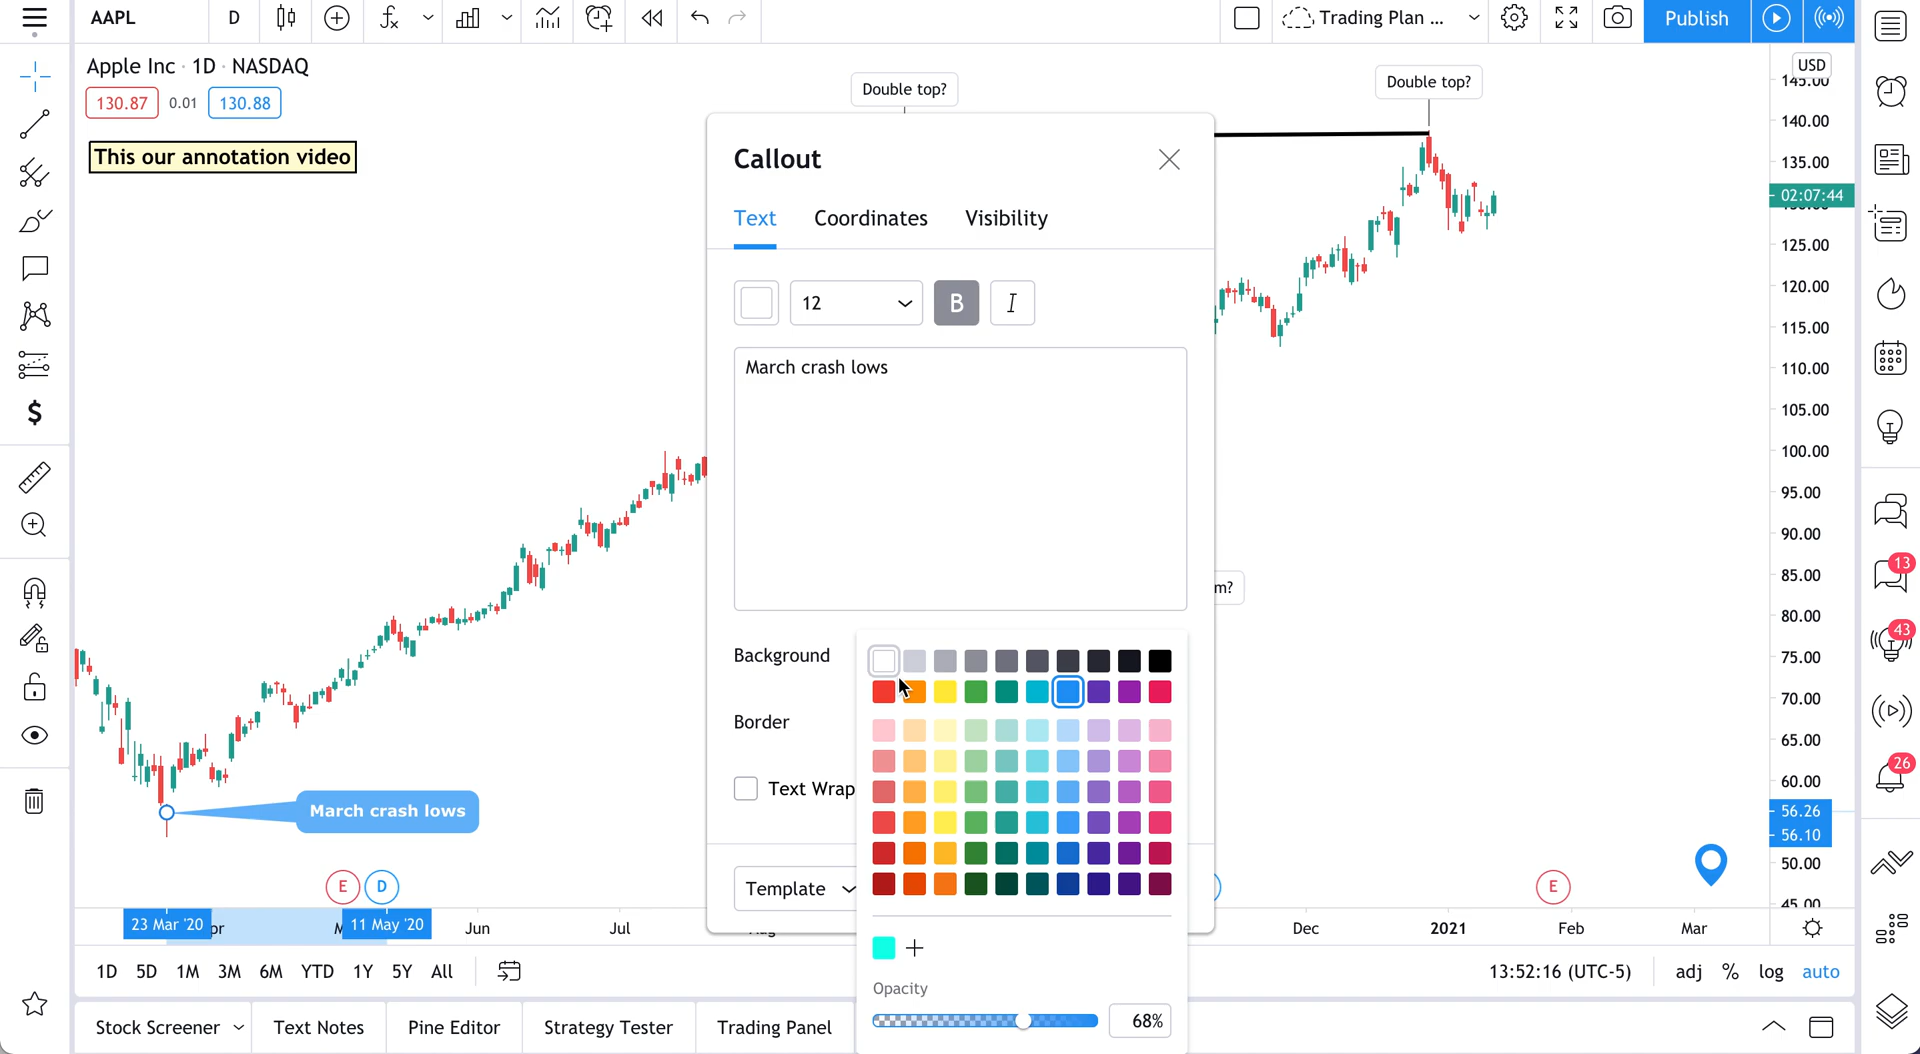 AAPL
D
Trading Plan ...
Publish
Apple Inc · 1D · NASDAQ
130.87
0.01
130.88
This our annotation video
Double top?
Double top?
USD
145.00
140.00
135.00
02:07:44
125.00
120.00
115.00
110.00
105.00
100.00
95.00
90.00
85.00
80.00
75.00
70.00
65.00
60.00
56.26
56.10
50.00
45.00
Callout
Text
Coordinates
Visibility
12
B
I
March crash lows
m?
Background
Border
Text Wrap
Template
Opacity
68%
March crash lows
E
D
E
13
43
26
23 Mar '20
pr
M
11 May '20
Jun
Jul
Aug
Dec
2021
Feb
Mar
1D
5D
1M
3M
6M
YTD
1Y
5Y
All
13:52:16 (UTC-5)
adj
%
log
auto
Stock Screener
Text Notes
Pine Editor
Strategy Tester
Trading Panel